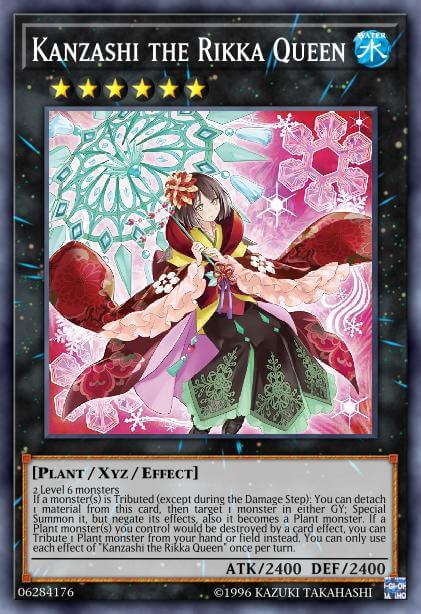 KANZASHI THE RIKKA QUEEN
WATER
水
[PLANT / XYZ / EFFECT]
2 Level 6 monsters
If a monster(s) is Tributed (except during the Damage Step): You can detach
1 material from this card, then target 1 monster in either GY; Special
Summon it, but negate its effects, also it becomes a Plant monster. If a
Plant monster(s) you control would be destroyed by a card effect, you can
Tribute 1 Plant monster from your hand or field instead. You can only use
each effect of "Kanzashi the Rikka Queen" once per turn.
ATK/2400 DEF/2400
06284176
©1996 KAZUKI TAKAHASHI